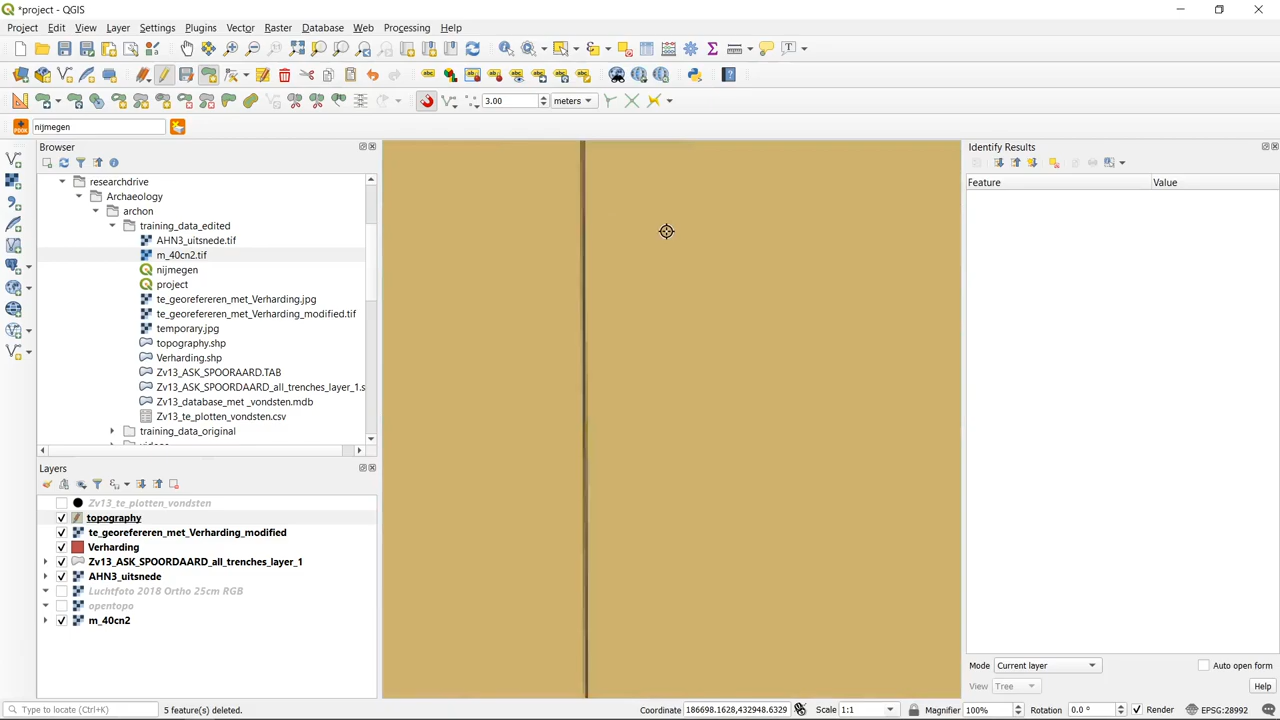 *project — QGIS
Project Edit View Layer Settings Plugins Vector Raster Database Web Processing Help
3.00 meters
nijmegen
Browser
researchdrive
Archaeology
archon
training_data_edited
AHN3_uitsnede.tif
m_40cn2.tif
nijmegen
project
te_georefereren_met_Verharding.jpg
te_georefereren_met_Verharding_modified.tif
temporary.jpg
topography.shp
Verharding.shp
Zv13_ASK_SPOORAARD.TAB
Zv13_ASK_SPOORDAARD_all_trenches_layer_1.s
Zv13_database_met _vondsten.mdb
Zv13_te_plotten_vondsten.csv
training_data_original
Layers
Zv13_te_plotten_vondsten
topography
te_georefereren_met_Verharding_modified
Verharding
Zv13_ASK_SPOORDAARD_all_trenches_layer_1
AHN3_uitsnede
Luchtfoto 2018 Ortho 25cm RGB
opentopo
m_40cn2
Identify Results
Feature Value
Mode Current layer Auto open form
View Tree Help
Type to locate (Ctrl+K) 5 feature(s) deleted. Coordinate 186698.1628,432948.6329 Scale 1:1 Magnifier 100% Rotation 0.0 ° Render EPSG:28992